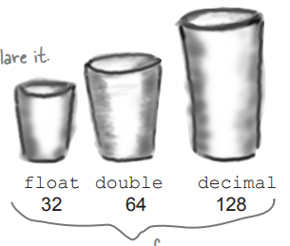 lare it.
float double decimal
32 64 128